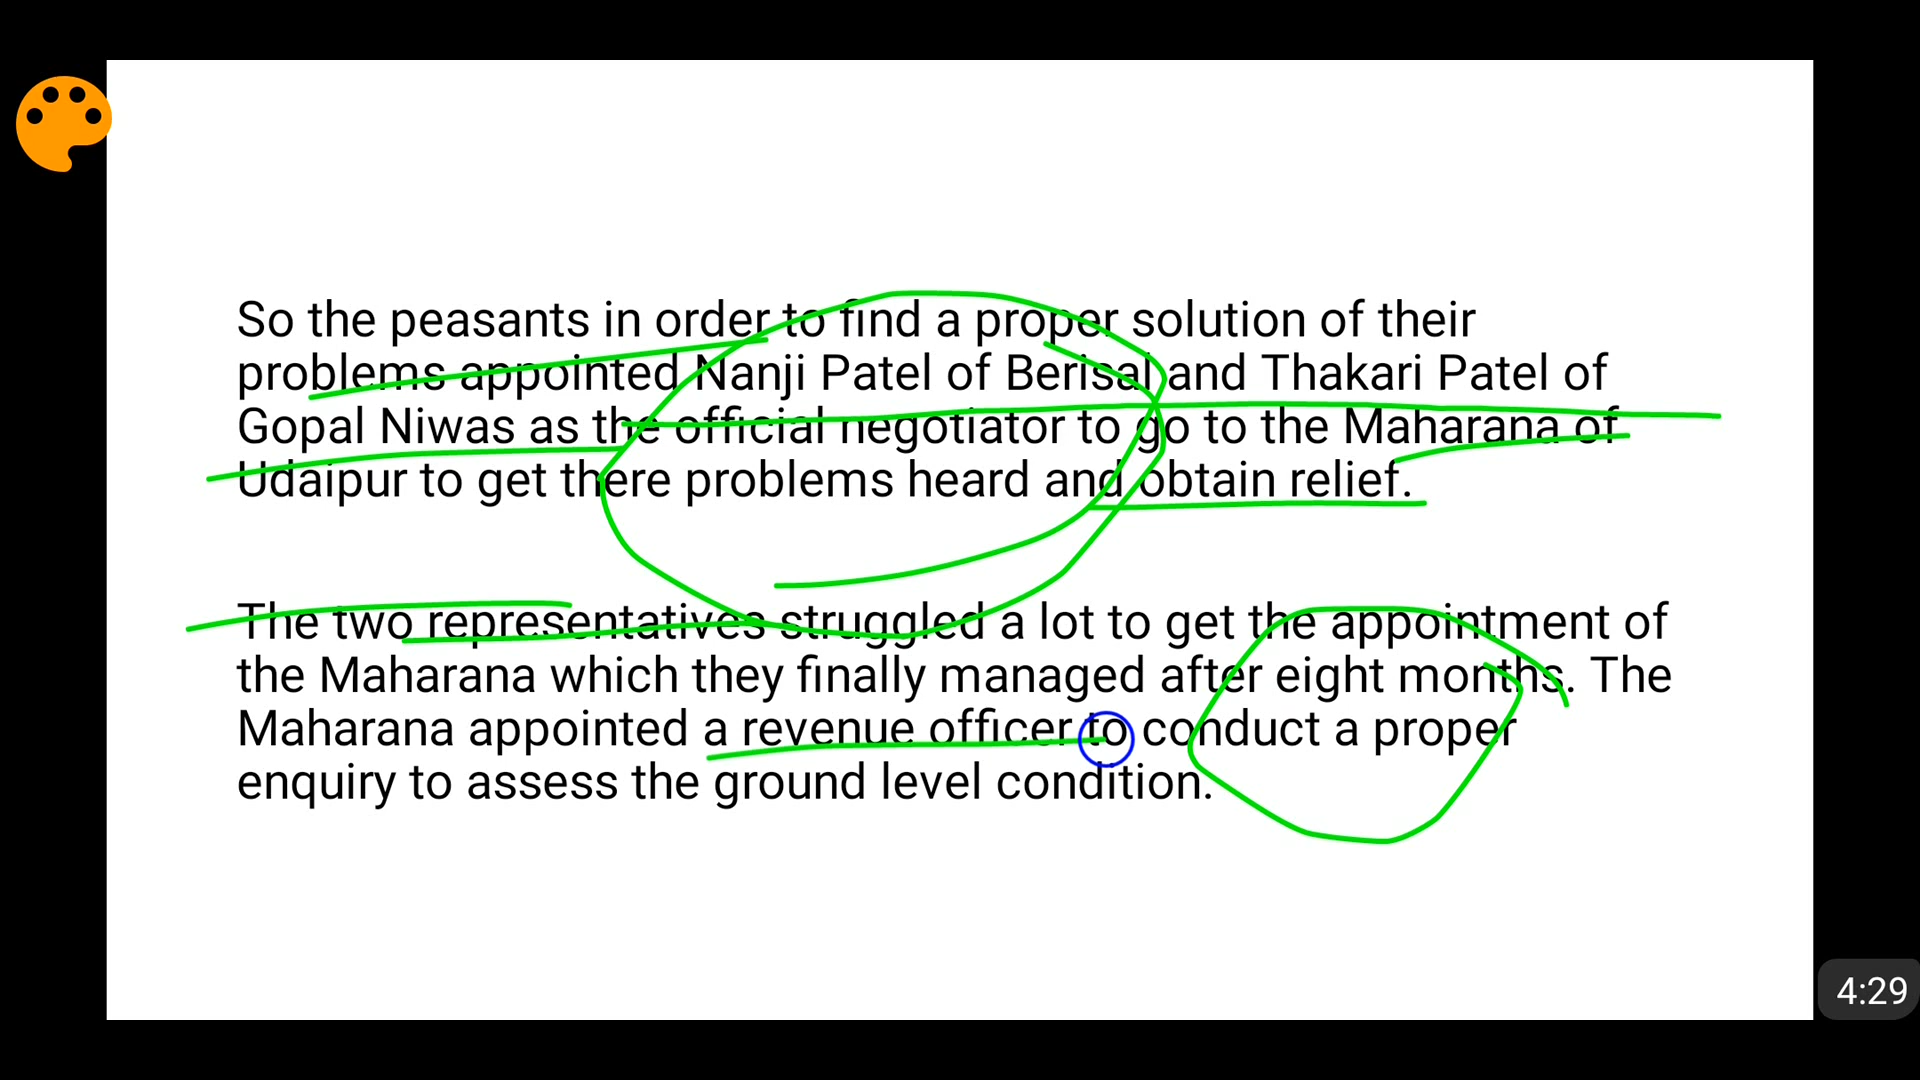 So the peasants in order to find a proper solution of their
problems appointed Nanji Patel of Berisal and Thakari Patel of
Gopal Niwas as the official negotiator to go to the Maharana of
Udaipur to get there problems heard and obtain relief.
The two representatives struggled a lot to get the appointment of
the Maharana which they finally managed after eight months. The
Maharana appointed a revenue officer to conduct a proper
enquiry to assess the ground level condition.
4:29